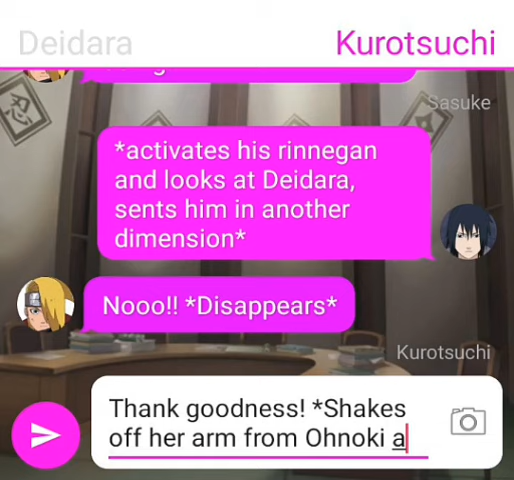 Deidara
Kurotsuchi
Sasuke
*activates his rinnegan
and looks at Deidara,
sents him in another
dimension*
Nooo!! *Disappears*
Kurotsuchi
Thank goodness! *Shakes
off her arm from Ohnoki a